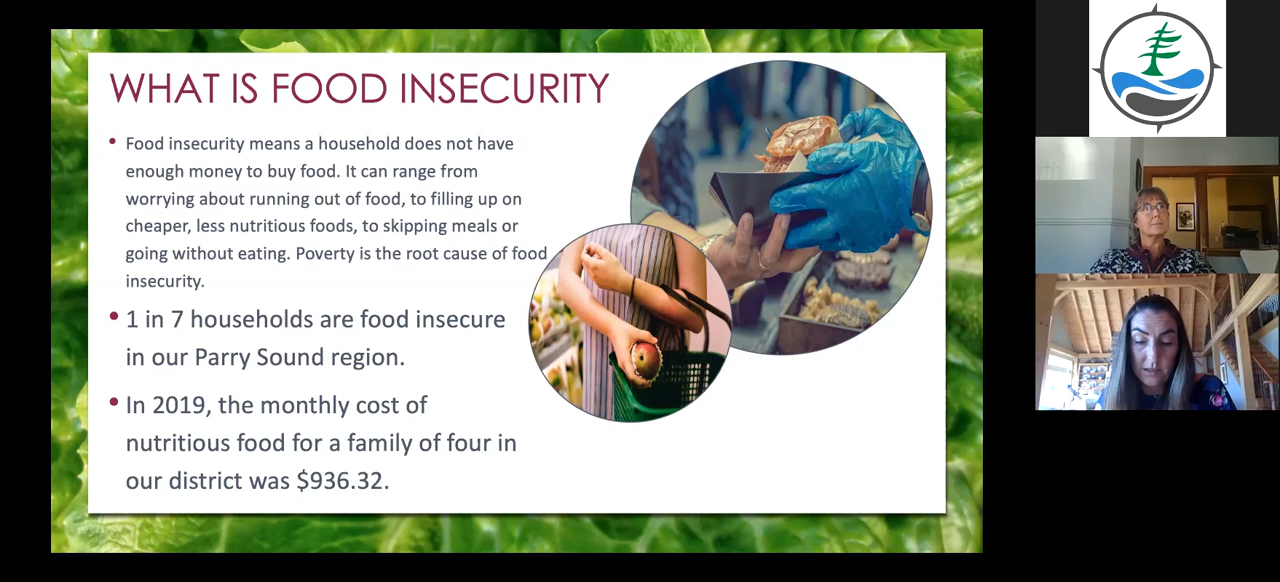 WHAT IS FOOD INSECURITY
• Food insecurity means a household does not have
enough money to buy food. It can range from
worrying about running out of food, to filling up on
cheaper, less nutritious foods, to skipping meals or
going without eating. Poverty is the root cause of food
insecurity.
• 1 in 7 households are food insecure
in our Parry Sound region.
• In 2019, the monthly cost of
nutritious food for a family of four in
our district was $936.32.